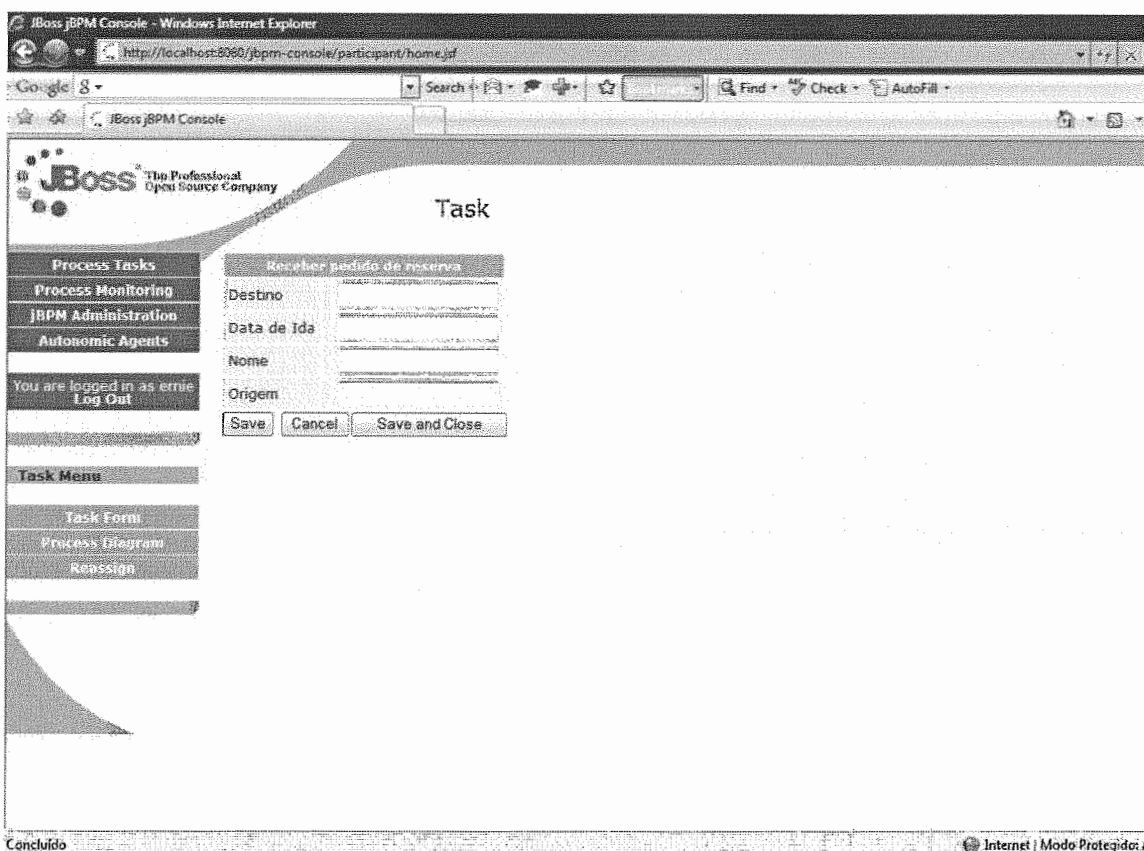 JBoss jBPM Console - Windows Internet Explorer
http://localhost:8080/jbpm-console/participant/home.jsf
Google
Search
Find
Check
AutoFill
JBoss jBPM Console
JBoss
The Professional
Open Source Company
Task
Process Tasks
Process Monitoring
jBPM Administration
Autonomic Agents
You are logged in as ernie
Log Out
Receber pedido de reserva
Destino
Data de Ida
Nome
Origem
Save
Cancel
Save and Close
Task Menu
Task Form
Process Diagram
Reassign
Concluído
Internet | Modo Protegido: